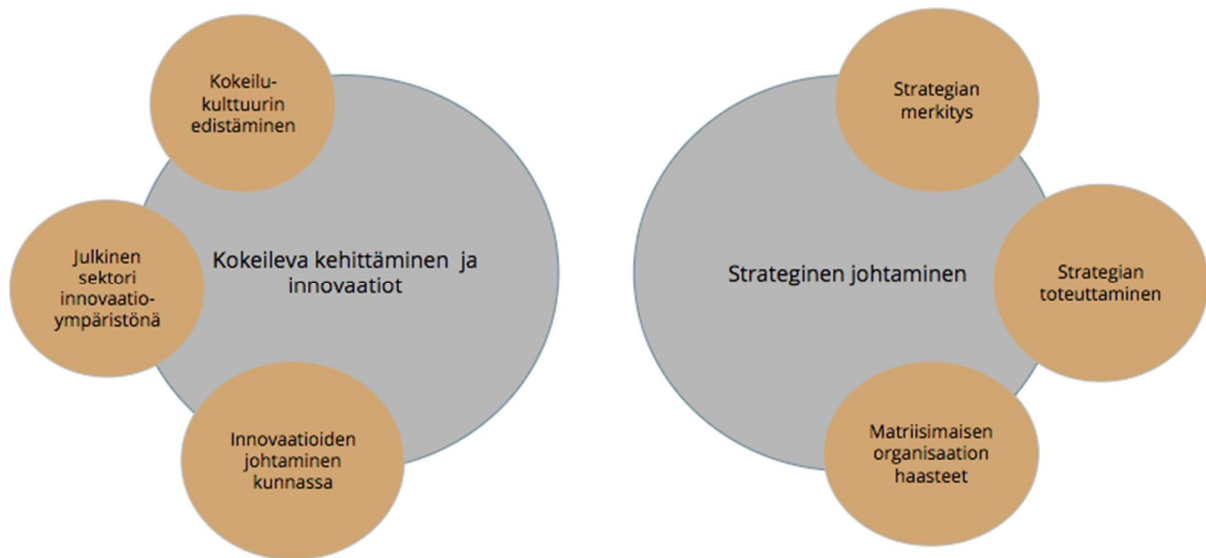 Kokeilu-
kulttuurin
edistäminen
Julkinen
sektori
innovaatio-
ympäristönä
Kokeileva kehittäminen ja
innovaatiot
Innovaatioiden
johtaminen
kunnassa
Strategian
merkitys
Strateginen johtaminen
Strategian
toteuttaminen
Matriisimaisen
organisaation
haasteet